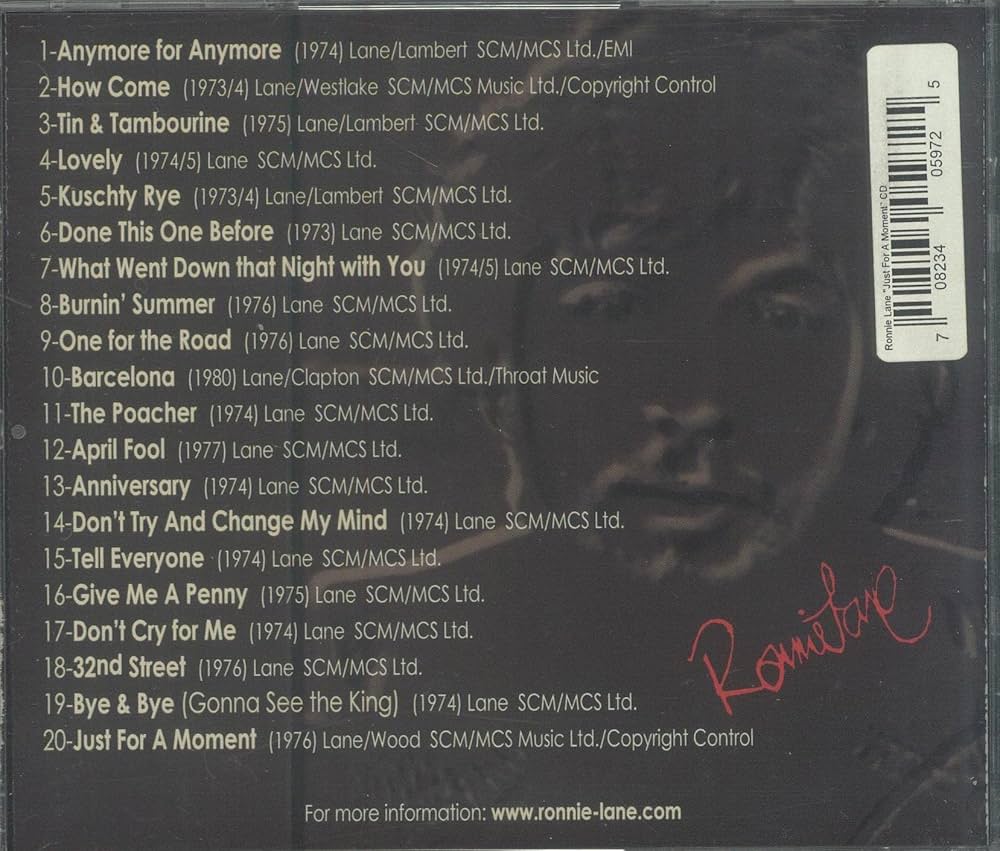 1-Anymore for Anymore (1974) Lane/Lambert SCM/MCS Ltd./EMI
2-How Come (1973/4) Lane/Westlake SCM/MCS Music Ltd./Copyright Control
3-Tin & Tambourine (1975) Lane/Lambert SCM/MCS Ltd.
4-Lovely (1974/5) Lane SCM/MCS Ltd.
5-Kuschty Rye (1973/4) Lane/Lambert SCM/MCS Ltd.
6-Done This One Before (1973) Lane SCM/MCS Ltd.
7-What Went Down that Night with You (1974/5) Lane SCM/MCS Ltd.
8-Burnin' Summer (1976) Lane SCM/MCS Ltd.
9-One for the Road (1976) Lane SCM/MCS Ltd.
10-Barcelona (1980) Lane/Clapton SCM/MCS Ltd./Throat Music
11-The Poacher (1974) Lane SCM/MCS Ltd.
12-April Fool (1977) Lane SCM/MCS Ltd.
13-Anniversary (1974) Lane SCM/MCS Ltd.
14-Don't Try And Change My Mind (1974) Lane SCM/MCS Ltd.
15-Tell Everyone (1974) Lane SCM/MCS Ltd.
16-Give Me A Penny (1975) Lane SCM/MCS Ltd.
17-Don't Cry for Me (1974) Lane SCM/MCS Ltd.
18-32nd Street (1976) Lane SCM/MCS Ltd.
19-Bye & Bye (Gonna See the King) (1974) Lane SCM/MCS Ltd.
20-Just For A Moment (1976) Lane/Wood SCM/MCS Music Ltd./Copyright Control
For more information: www.ronnie-lane.com
Ronnie Lane "Just For A Moment" CD
7 08234 05972 5
Ronnie Lane